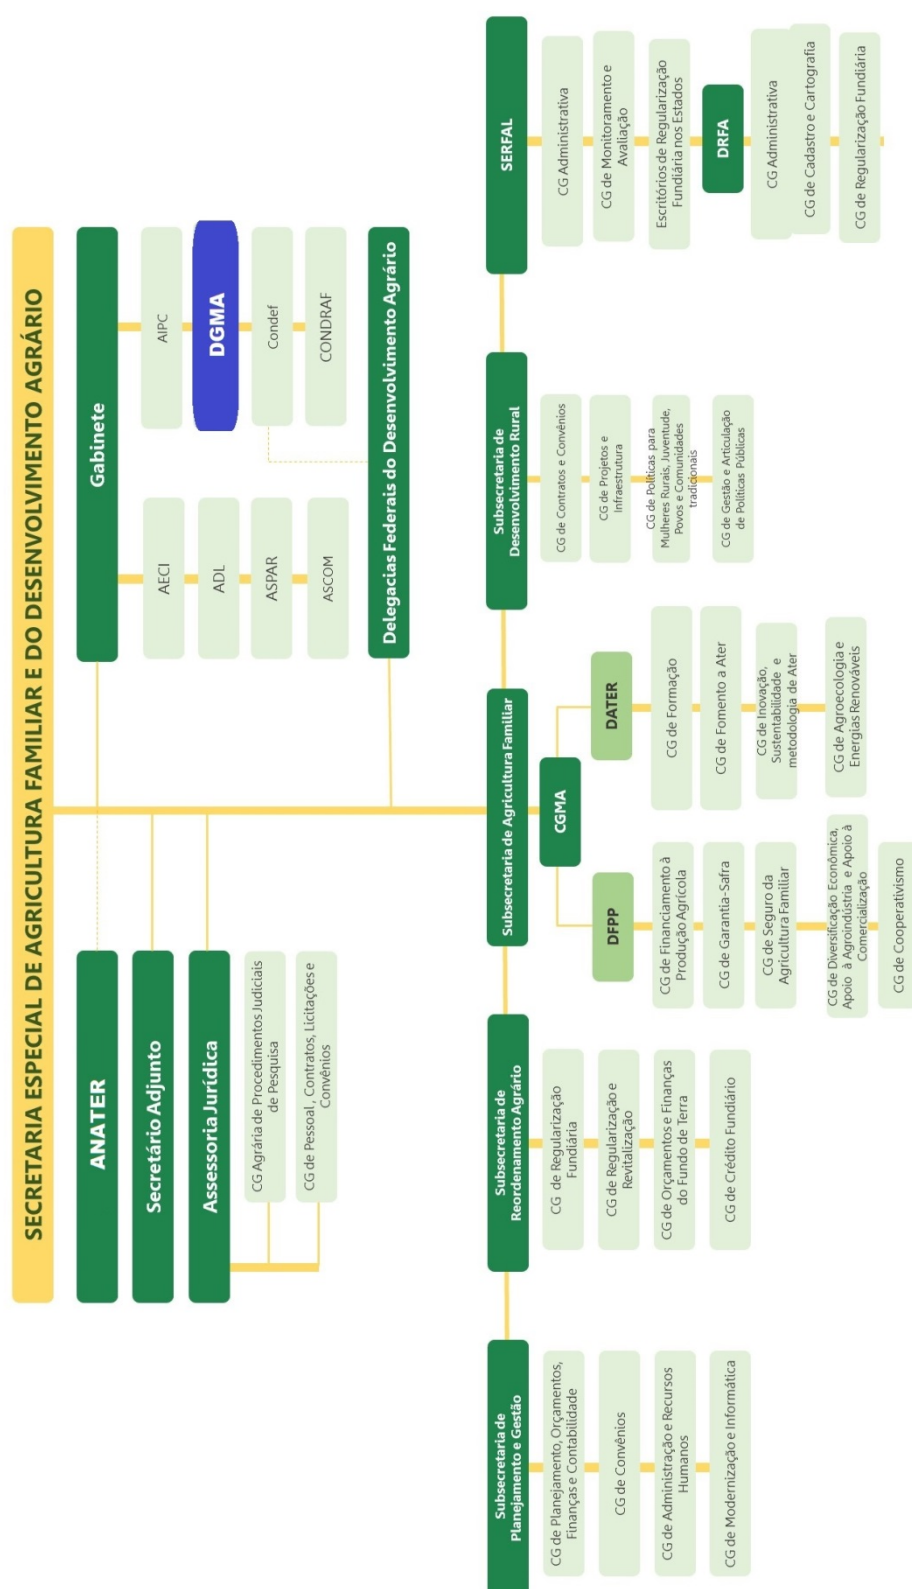 SECRETARIA ESPECIAL DE AGRICULTURA FAMILIAR E DO DESENVOLVIMENTO AGRÁRIO
ANATER
Secretário Adjunto
Assessoria Jurídica
CG Agrária de Procedimentos Judiciais
de Pesquisa
CG de Pessoal , Contratos, Licitações e
Convênios
Gabinete
AECI
ADL
ASPAR
ASCOM
AIPC
DGMA
Condef
CONDRAF
Delegacias Federais do Desenvolvimento Agrário
Subsecretaria de
Planejamento e Gestão
CG de Planejamento, Orçamentos,
Finanças e Contabilidade
CG de Convênios
CG de Administração e Recursos
Humanos
CG de Modernização e Informática
Subsecretaria de
Reordenamento Agrário
CG de Regularização
Fundiária
CG de Regularização e
Revitalização
CG de Orçamentos e Finanças
do Fundo de Terra
CG de Crédito Fundiário
Subsecretaria de Agricultura Familiar
CGMA
DFPP
CG de Financiamento à
Produção Agrícola
CG de Garantia-Safra
CG de Seguro da
Agricultura Familiar
CG de Diversificação Econômica,
Apoio à Agroindústria e Apoio à
Comercialização
CG de Cooperativismo
DATER
CG de Formação
CG de Fomento a Ater
CG de Inovação,
Sustentabilidade e
metodologia de Ater
CG de Agroecologia e
Energias Renováveis
Subsecretaria de
Desenvolvimento Rural
CG de Contratos e Convênios
CG de Projetos e
Infraestrutura
CG de Políticas para
Mulheres Rurais, Juventude,
Povos e Comunidades
tradicionais
CG de Gestão e Articulação
de Políticas Públicas
SERFAL
CG Administrativa
CG de Monitoramento e
Avaliação
Escritórios de Regularização
Fundiária nos Estados
DRFA
CG Administrativa
CG de Cadastro e Cartografia
CG de Regularização Fundiária